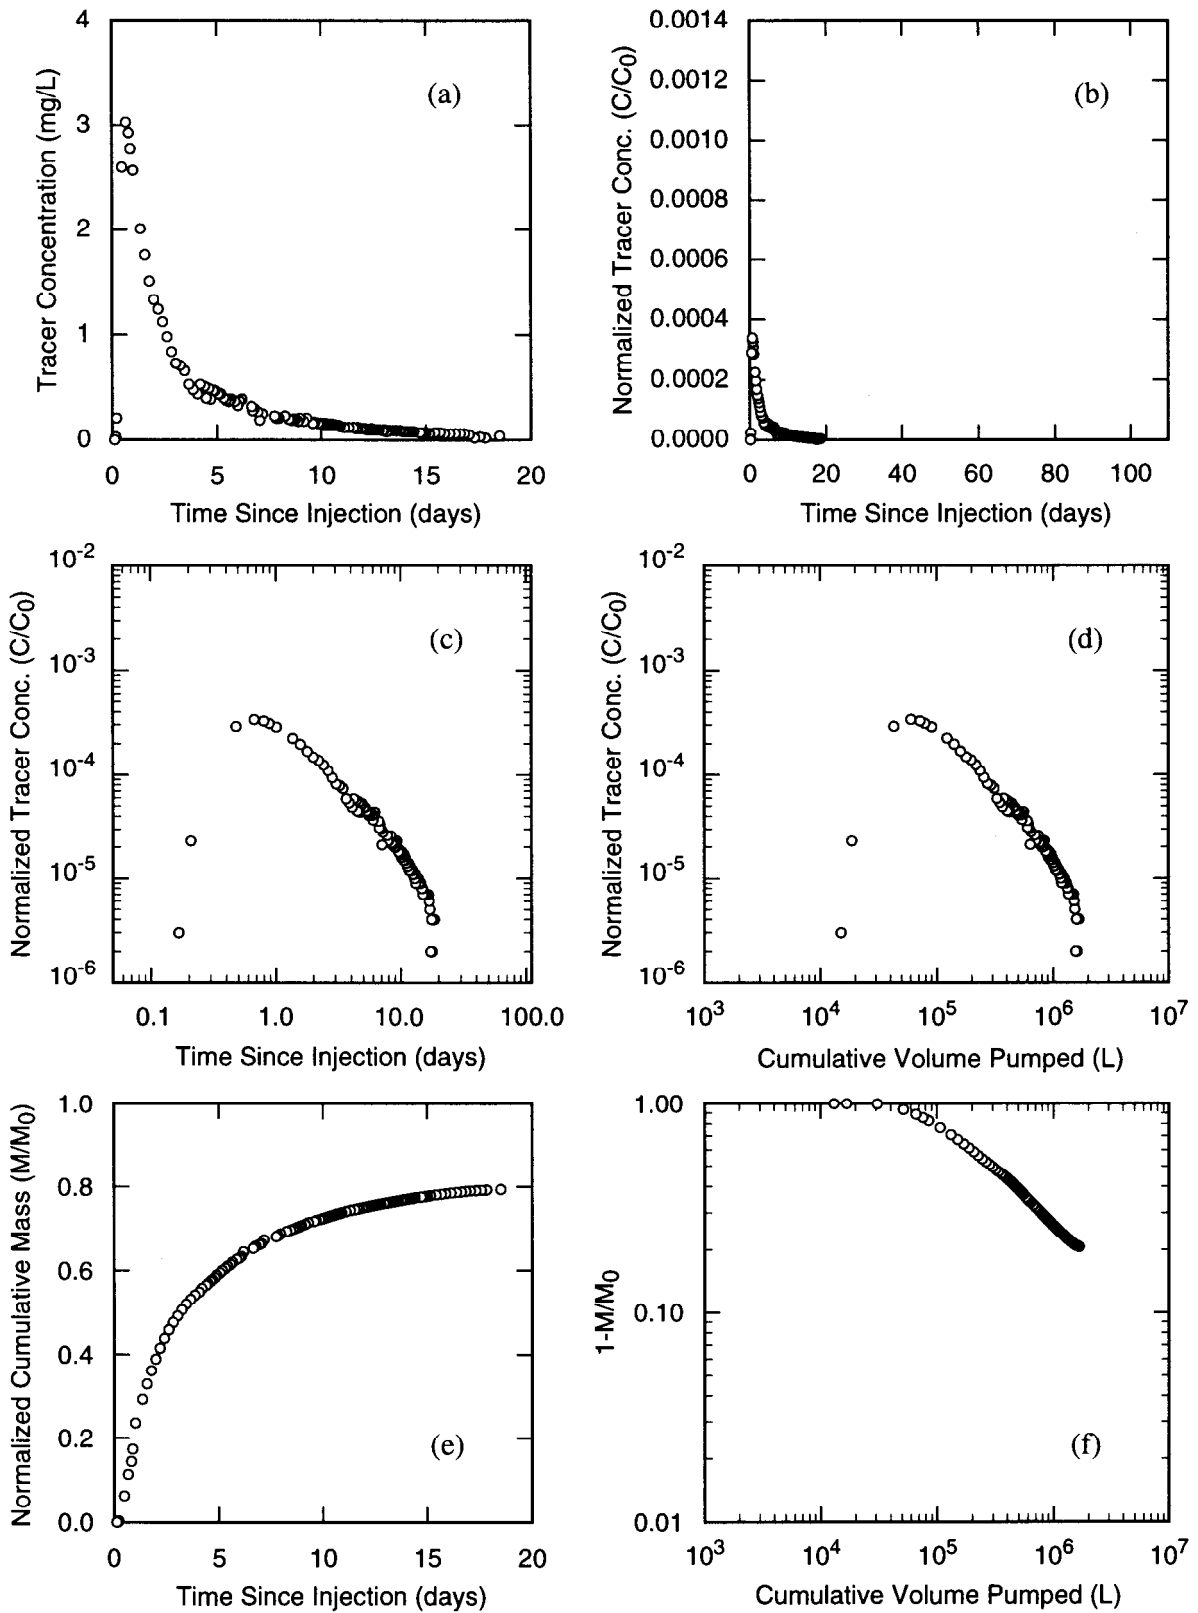 4
3
2
1
0
Tracer Concentration (mg/L)
(a)
0 5 10 15 20
Time Since Injection (days)
0.0014
0.0012
0.0010
0.0008
0.0006
0.0004
0.0002
0.0000
Normalized Tracer Conc. (C/C0)
(b)
0 20 40 60 80 100
Time Since Injection (days)
10-2
10-3
10-4
10-5
10-6
Normalized Tracer Conc. (C/C0)
(c)
0.1 1.0 10.0 100.0
Time Since Injection (days)
10-2
10-3
10-4
10-5
10-6
Normalized Tracer Conc. (C/C0)
(d)
103 104 105 106 107
Cumulative Volume Pumped (L)
1.0
0.8
0.6
0.4
0.2
0.0
Normalized Cumulative Mass (M/M0)
(e)
0 5 10 15 20
Time Since Injection (days)
1.00
0.10
0.01
1-M/M0
(f)
103 104 105 106 107
Cumulative Volume Pumped (L)